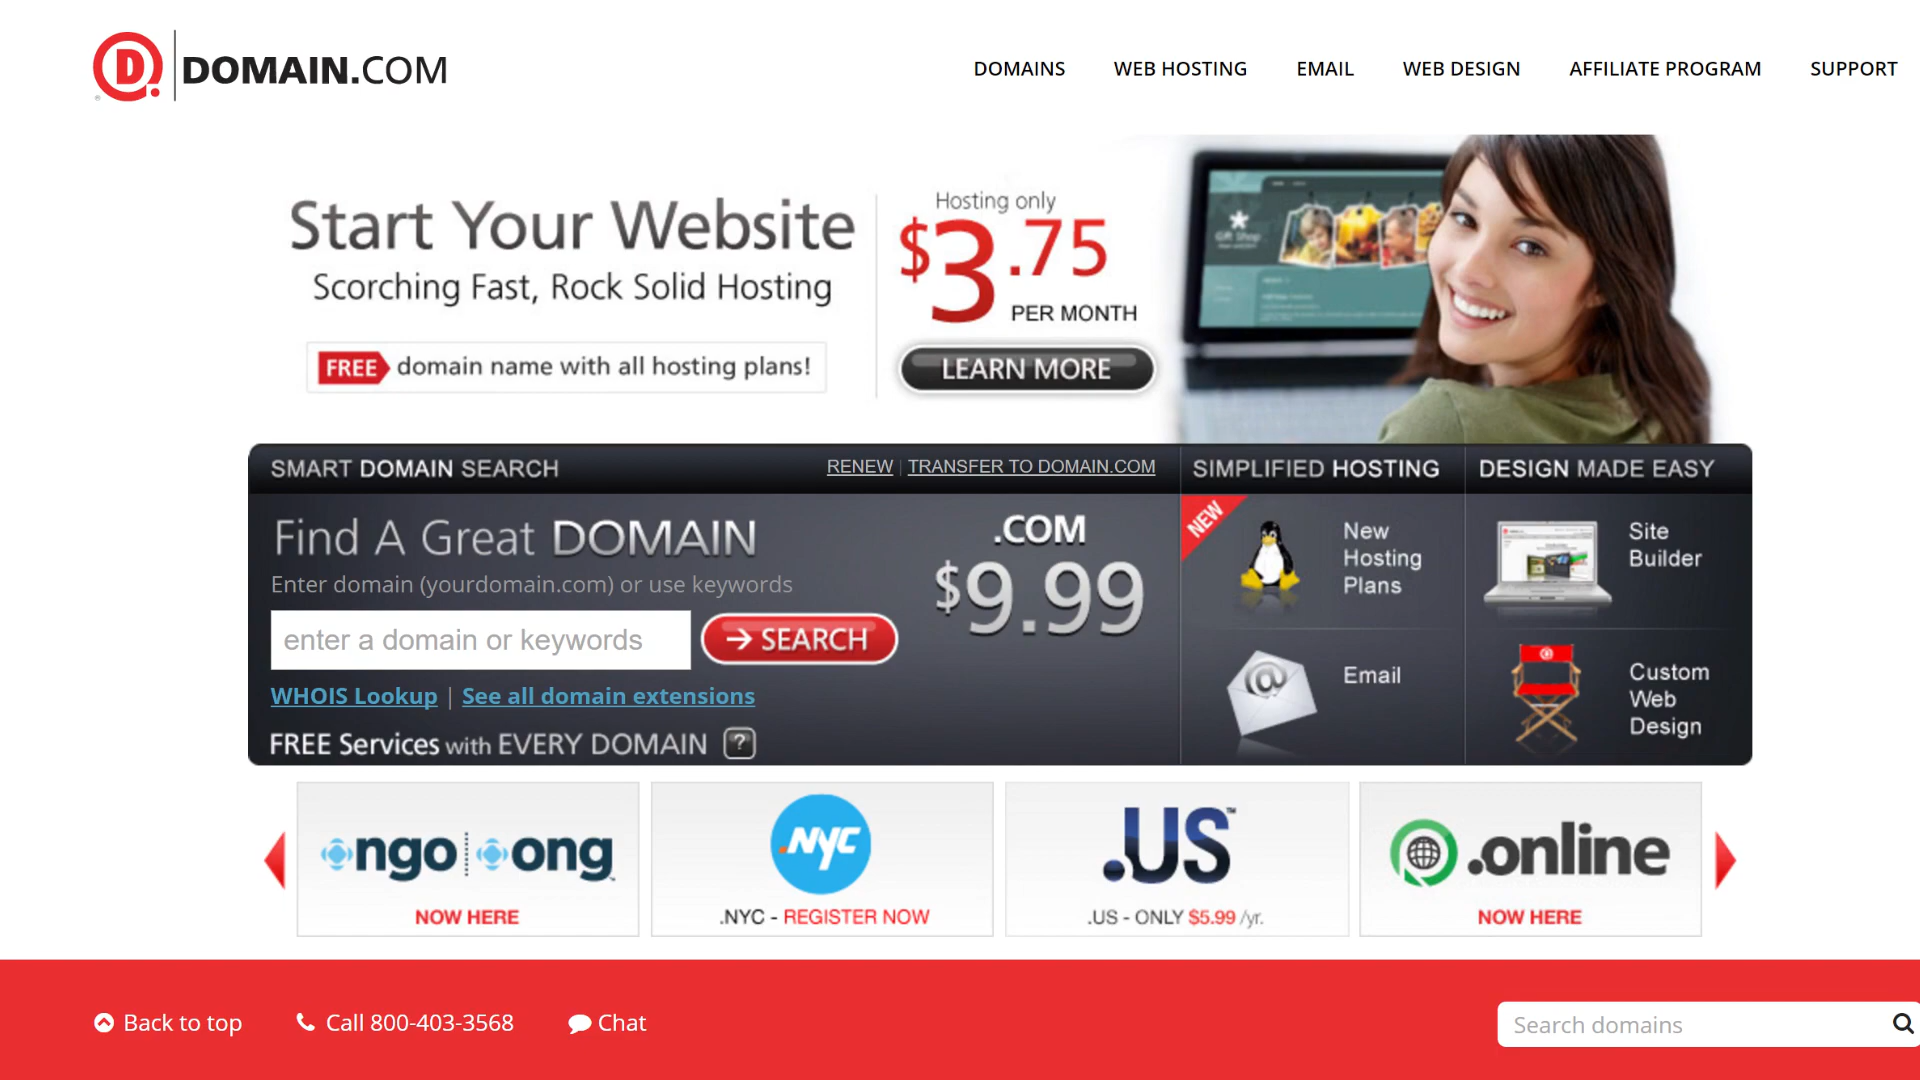 DOMAIN.COM
DOMAINS WEB HOSTING EMAIL WEB DESIGN AFFILIATE PROGRAM SUPPORT
Start Your Website
Scorching Fast, Rock Solid Hosting
FREE domain name with all hosting plans!
Hosting only
$3.75
PER MONTH
LEARN MORE
SMART DOMAIN SEARCH
RENEW | TRANSFER TO DOMAIN.COM
SIMPLIFIED HOSTING
DESIGN MADE EASY
Find A Great DOMAIN
Enter domain (yourdomain.com) or use keywords
enter a domain or keywords
SEARCH
.COM
$9.99
WHOIS Lookup | See all domain extensions
FREE Services with EVERY DOMAIN ?
NEW
New
Hosting
Plans
Email
Site
Builder
Custom
Web
Design
ngo ong
NOW HERE
.NYC
.NYC - REGISTER NOW
.US™
.US - ONLY $5.99 /yr.
.online
NOW HERE
Back to top
Call 800-403-3568
Chat
Search domains